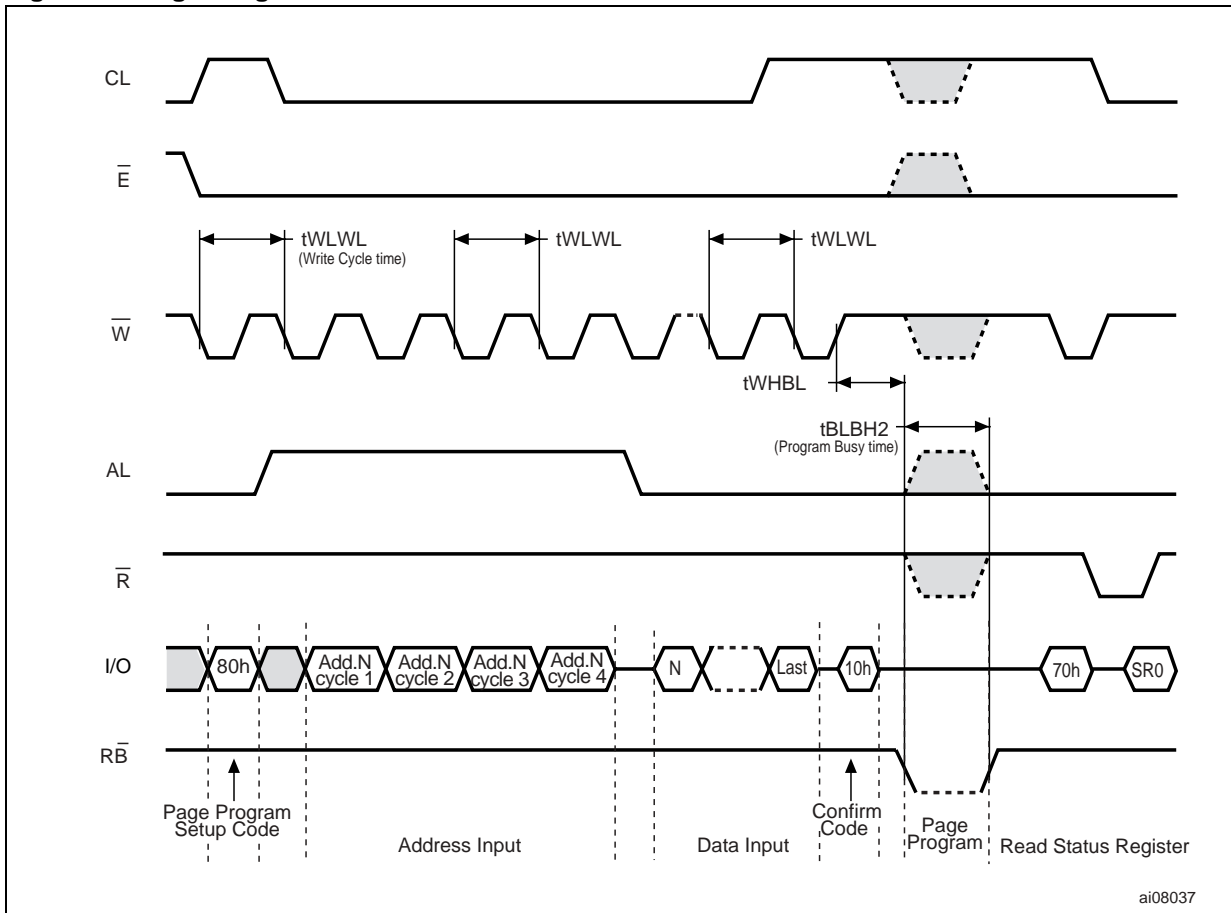 CL
E
tWLWL
(Write Cycle time)
tWLWL
tWLWL
W
tWHBL
tBLBH2
(Program Busy time)
AL
R
I/O
80h
Add.N
cycle 1
Add.N
cycle 2
Add.N
cycle 3
Add.N
cycle 4
N
Last
10h
70h
SR0
RB
Page Program
Setup Code
Address Input
Data Input
Confirm
Code
Page
Program
Read Status Register
ai08037